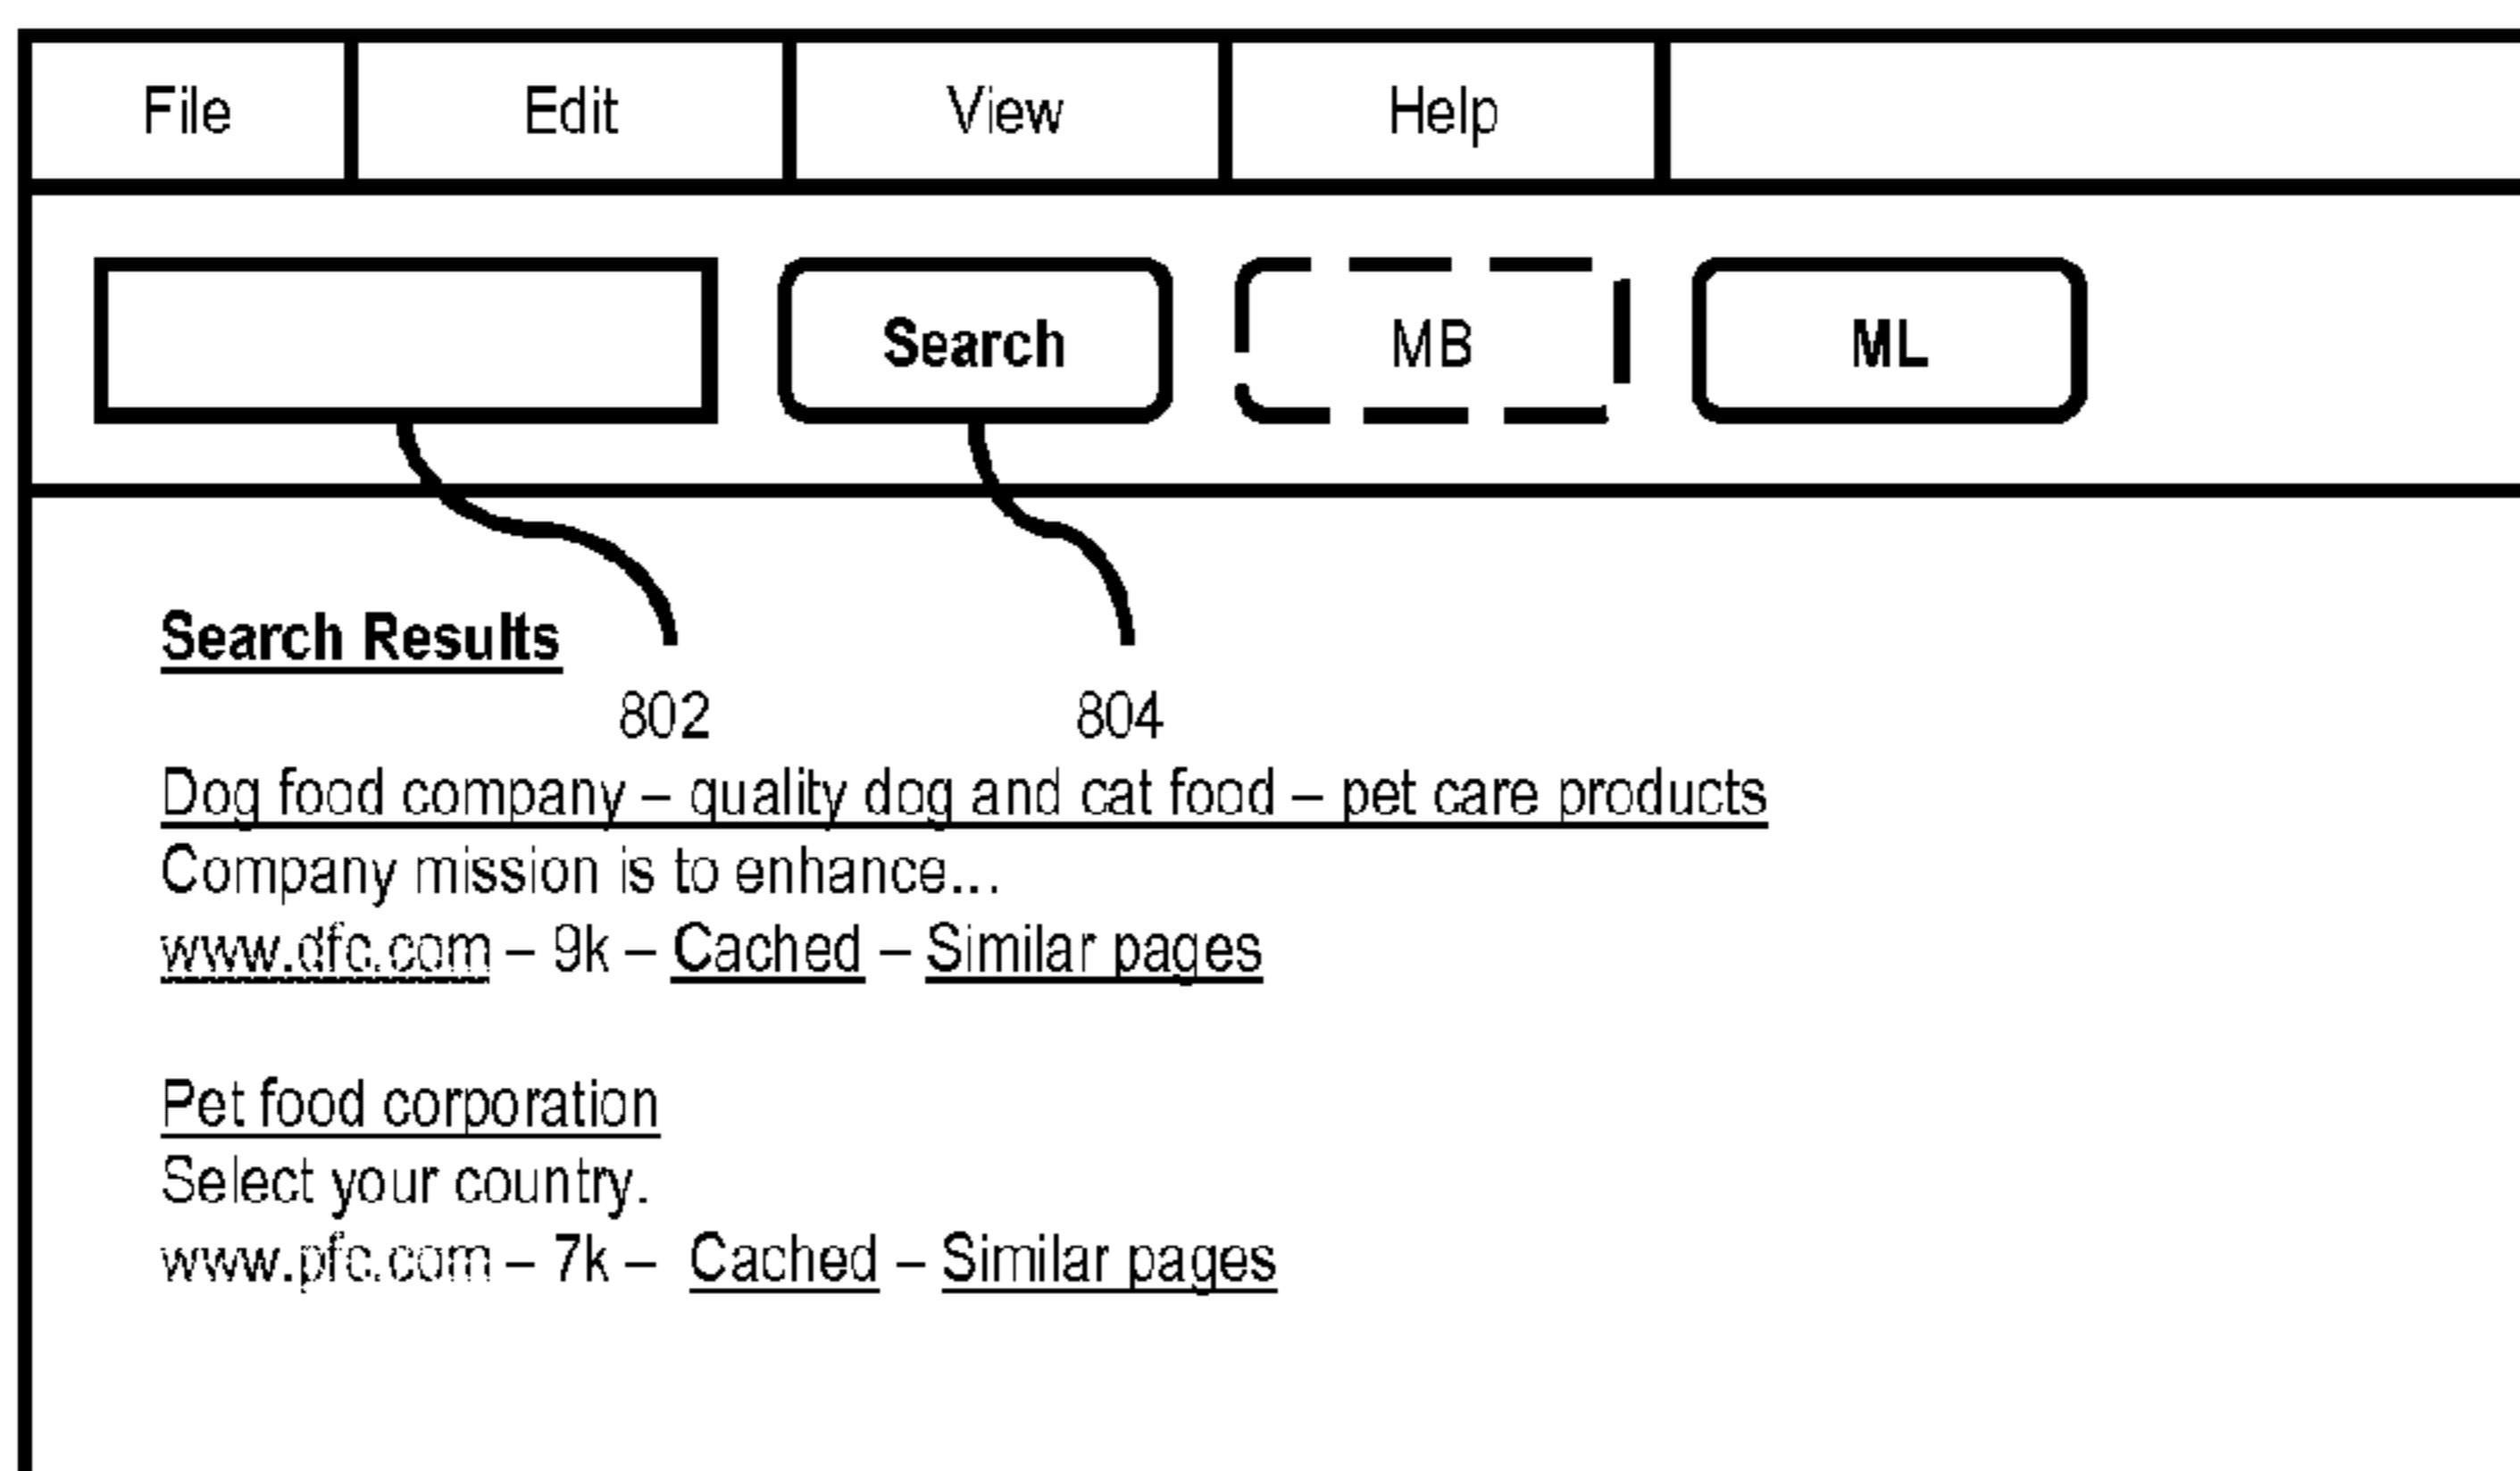 File Edit View Help
Search MB ML
Search Results
802 804
Dog food company – quality dog and cat food – pet care products
Company mission is to enhance...
www.dfc.com – 9k – Cached – Similar pages
Pet food corporation
Select your country.
www.pfc.com – 7k – Cached – Similar pages